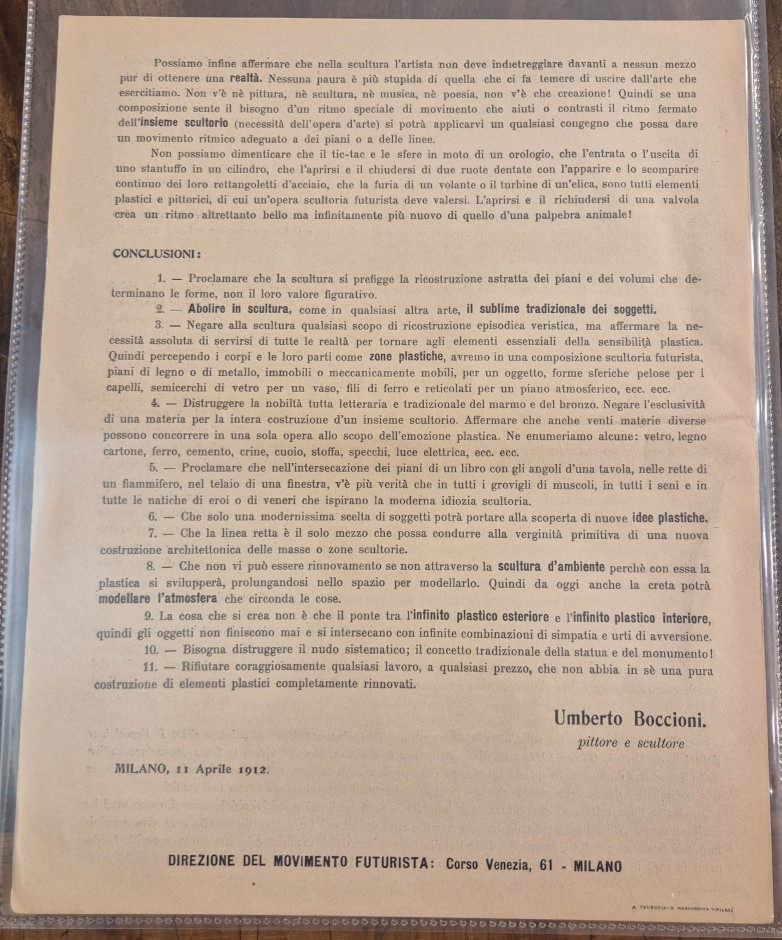 Possiamo infine affermare che nella scultura l'artista non deve indietreggiare davanti a nessun mezzo
pur di ottenere una realtà. Nessuna paura è più stupida di quella che ci fa temere di uscire dall'arte che
esercitiamo. Non v'è nè pittura, nè scultura, nè musica, nè poesia, non v'è che creazione! Quindi se una
composizione sente il bisogno d'un ritmo speciale di movimento che aiuti o contrasti il ritmo fermato
dell'insieme scultorio (necessità dell'opera d'arte) si potrà applicarvi un qualsiasi congegno che possa dare
un movimento ritmico adeguato a dei piani o a delle linee.
Non possiamo dimenticare che il tic-tac e le sfere in moto di un orologio, che l'entrata o l'uscita di
uno stantuffo in un cilindro, che l'aprirsi e il chiudersi di due ruote dentate con l'apparire e lo scomparire
continuo dei loro rettangoletti d'acciaio, che la furia di un volante o il turbine di un'elica, sono tutti elementi
plastici e pittorici, di cui un'opera scultoria futurista deve valersi. L'aprirsi e il richiudersi di una valvola
crea un ritmo altrettanto bello ma infinitamente più nuovo di quello d'una palpebra animale!
CONCLUSIONI:
1. — Proclamare che la scultura si prefigge la ricostruzione astratta dei piani e dei volumi che de-
terminano le forme, non il loro valore figurativo.
2. — Abolire in scultura, come in qualsiasi altra arte, il sublime tradizionale dei soggetti.
3. — Negare alla scultura qualsiasi scopo di ricostruzione episodica veristica, ma affermare la ne-
cessità assoluta di servirsi di tutte le realtà per tornare agli elementi essenziali della sensibilità plastica.
Quindi percependo i corpi e le loro parti come zone plastiche, avremo in una composizione scultoria futurista,
piani di legno o di metallo, immobili o meccanicamente mobili, per un oggetto, forme sferiche pelose per i
capelli, semicerchi di vetro per un vaso, fili di ferro e reticolati per un piano atmosferico, ecc. ecc.
4. — Distruggere la nobiltà tutta letteraria e tradizionale del marmo e del bronzo. Negare l'esclusività
di una materia per la intera costruzione d'un insieme scultorio. Affermare che anche venti materie diverse
possono concorrere in una sola opera allo scopo dell'emozione plastica. Ne enumeriamo alcune: vetro, legno
cartone, ferro, cemento, crine, cuoio, stoffa, specchi, luce elettrica, ecc. ecc.
5. — Proclamare che nell'intersecazione dei piani di un libro con gli angoli d'una tavola, nelle rette di
un fiammifero, nel telaio di una finestra, v'è più verità che in tutti i grovigli di muscoli, in tutti i seni e in
tutte le natiche di eroi o di veneri che ispirano la moderna idiozia scultoria.
6. — Che solo una modernissima scelta di soggetti potrà portare alla scoperta di nuove idee plastiche.
7. — Che la linea retta è il solo mezzo che possa condurre alla verginità primitiva di una nuova
costruzione architettonica delle masse o zone scultorie.
8. — Che non vi può essere rinnovamento se non attraverso la scultura d'ambiente perchè con essa la
plastica si svilupperà, prolungandosi nello spazio per modellarlo. Quindi da oggi anche la creta potrà
modellare l'atmosfera che circonda le cose.
9. La cosa che si crea non è che il ponte tra l'infinito plastico esteriore e l'infinito plastico interiore,
quindi gli oggetti non finiscono mai e si intersecano con infinite combinazioni di simpatia e urti di avversione.
10. — Bisogna distruggere il nudo sistematico; il concetto tradizionale della statua e del monumento!
11. — Rifiutare coraggiosamente qualsiasi lavoro, a qualsiasi prezzo, che non abbia in sè una pura
costruzione di elementi plastici completamente rinnovati.
Umberto Boccioni.
pittore e scultore
MILANO, 11 Aprile 1912.
DIREZIONE DEL MOVIMENTO FUTURISTA: Corso Venezia, 61 - MILANO